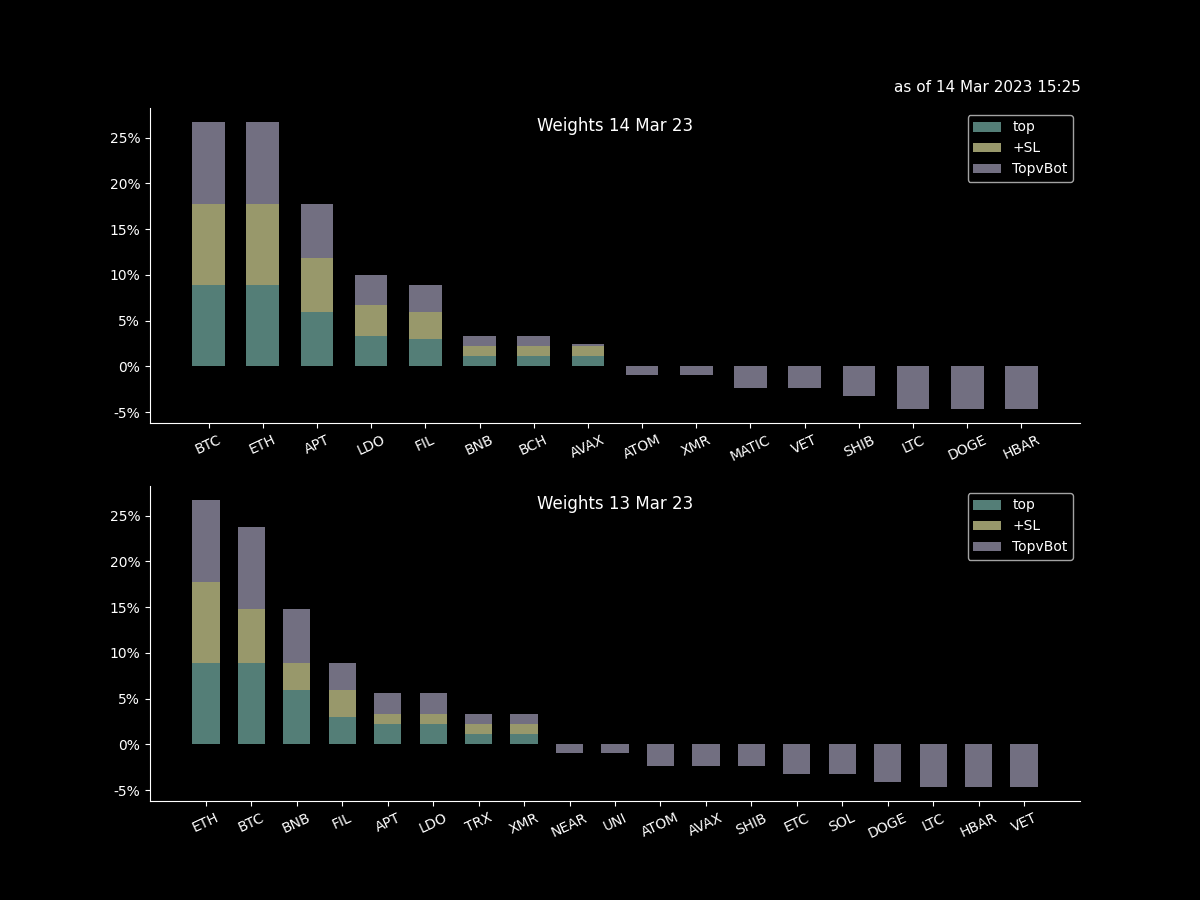 as of 14 Mar 2023 15:25
Weights 14 Mar 23
top
+SL
TopvBot
25%
20%
15%
10%
5%
0%
-5%
BTC ETH APT LDO FIL BNB BCH AVAX ATOM XMR MATIC VET SHIB LTC DOGE HBAR
Weights 13 Mar 23
top
+SL
TopvBot
25%
20%
15%
10%
5%
0%
-5%
ETH BTC BNB FIL APT LDO TRX XMR NEAR UNI ATOM AVAX SHIB ETC SOL DOGE LTC HBAR VET